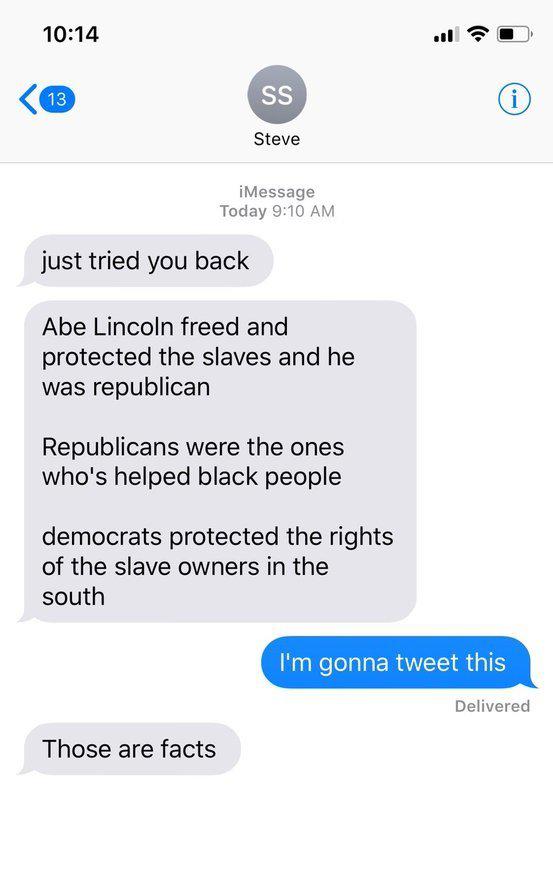 10:14
13
SS
Steve
iMessage
Today 9:10 AM
just tried you back
Abe Lincoln freed and
protected the slaves and he
was republican
Republicans were the ones
who's helped black people
democrats protected the rights
of the slave owners in the
south
I'm gonna tweet this
Delivered
Those are facts